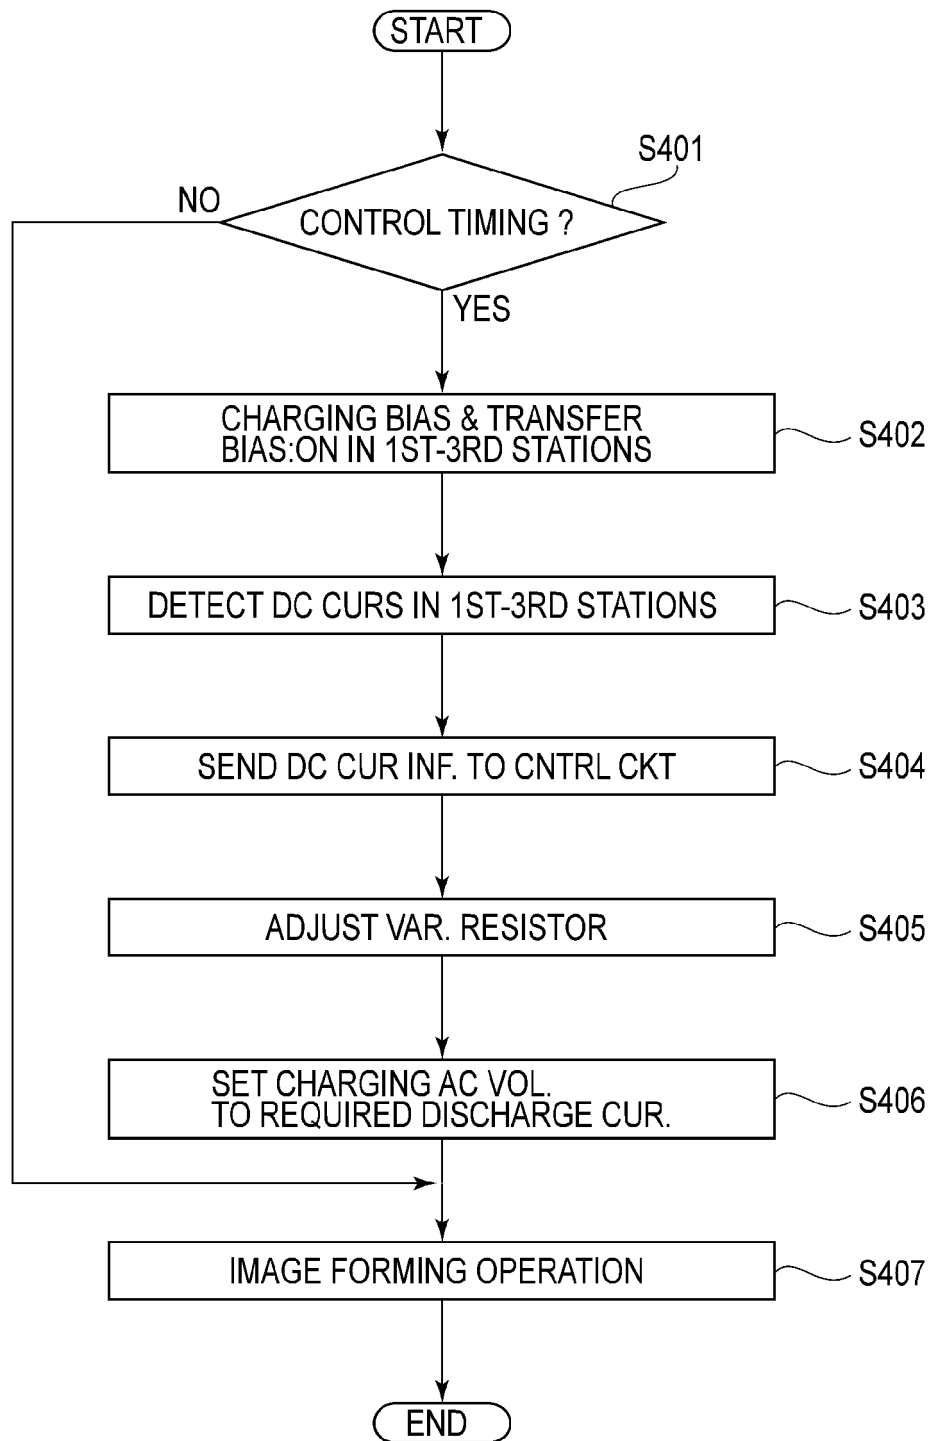 START
S401
NO
CONTROL TIMING ?
YES
CHARGING BIAS & TRANSFER
BIAS:ON IN 1ST-3RD STATIONS
S402
DETECT DC CURS IN 1ST-3RD STATIONS
S403
SEND DC CUR INF. TO CNTRL CKT
S404
ADJUST VAR. RESISTOR
S405
SET CHARGING AC VOL.
TO REQUIRED DISCHARGE CUR.
S406
IMAGE FORMING OPERATION
S407
END